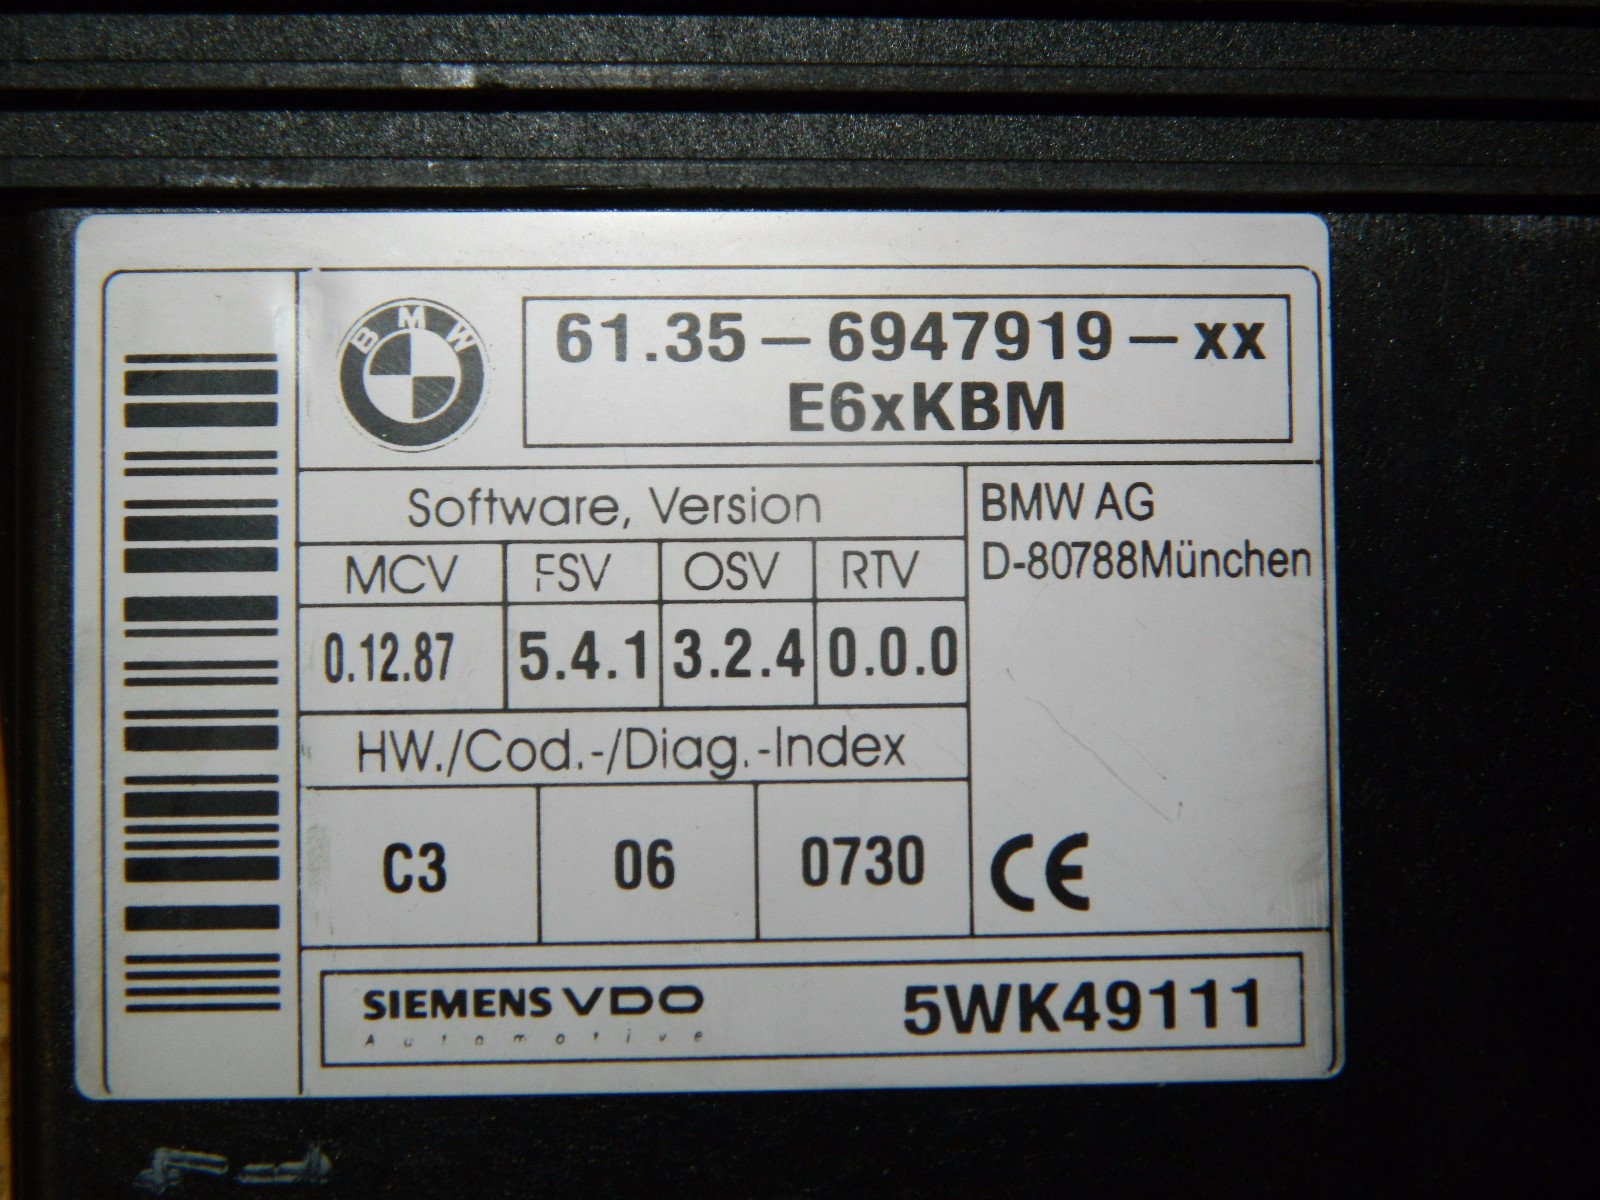 BMW
61.35 – 6947919 – xx
E6xKBM
Software, Version
MCV FSV OSV RTV
0.12.87 5.4.1 3.2.4 0.0.0
BMW AG
D-80788München
HW./Cod.-/Diag.-Index
C3 06 0730
CE
SIEMENS VDO
Automotive
5WK49111